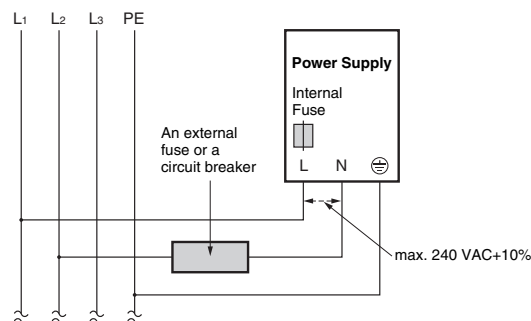 L1 L2 L3 PE
Power Supply
Internal
Fuse
An external
fuse or a
circuit breaker
L N
max. 240 VAC+10%